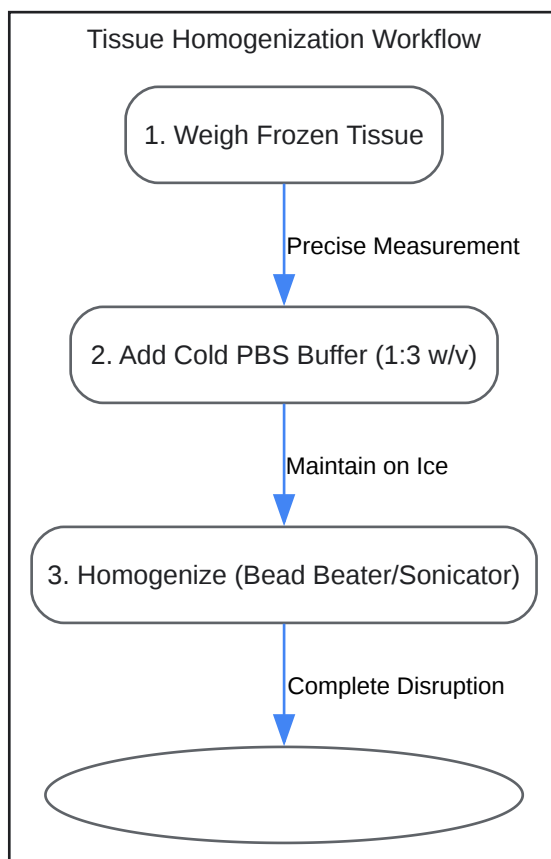 Tissue Homogenization Workflow
1. Weigh Frozen Tissue
Precise Measurement
2. Add Cold PBS Buffer (1:3 w/v)
Maintain on Ice
3. Homogenize (Bead Beater/Sonicator)
Complete Disruption